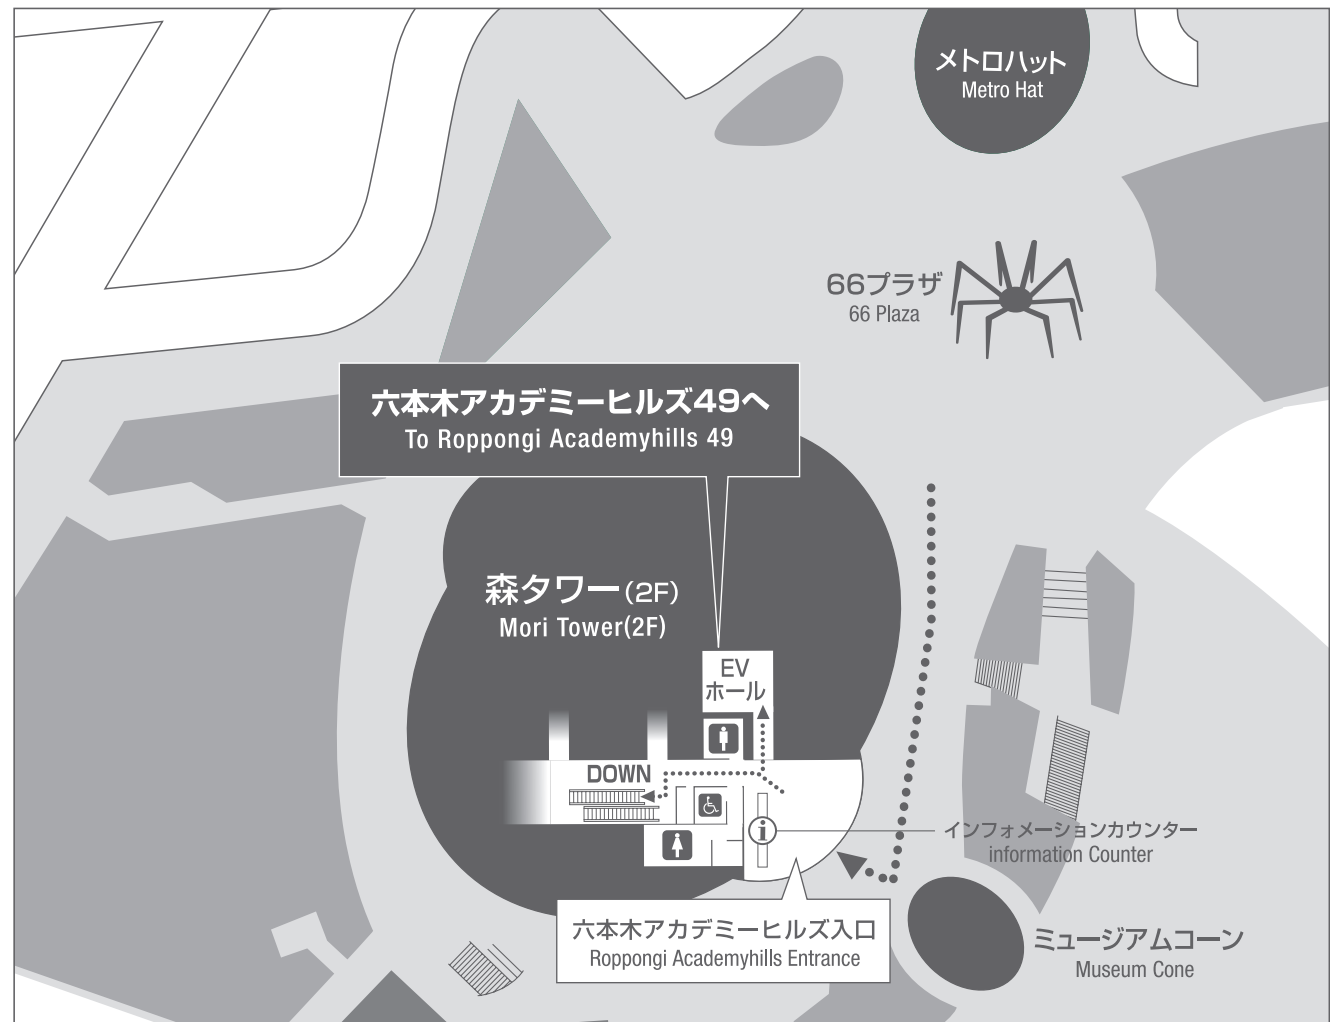 メトロハット
Metro Hat
66プラザ
66 Plaza
六本木アカデミーヒルズ49へ
To Roppongi Academyhills 49
森タワー(2F)
Mori Tower(2F)
EV
ホール
DOWN
i
インフォメーションカウンター
information Counter
六本木アカデミーヒルズ入口
Roppongi Academyhills Entrance
ミュージアムコーン
Museum Cone